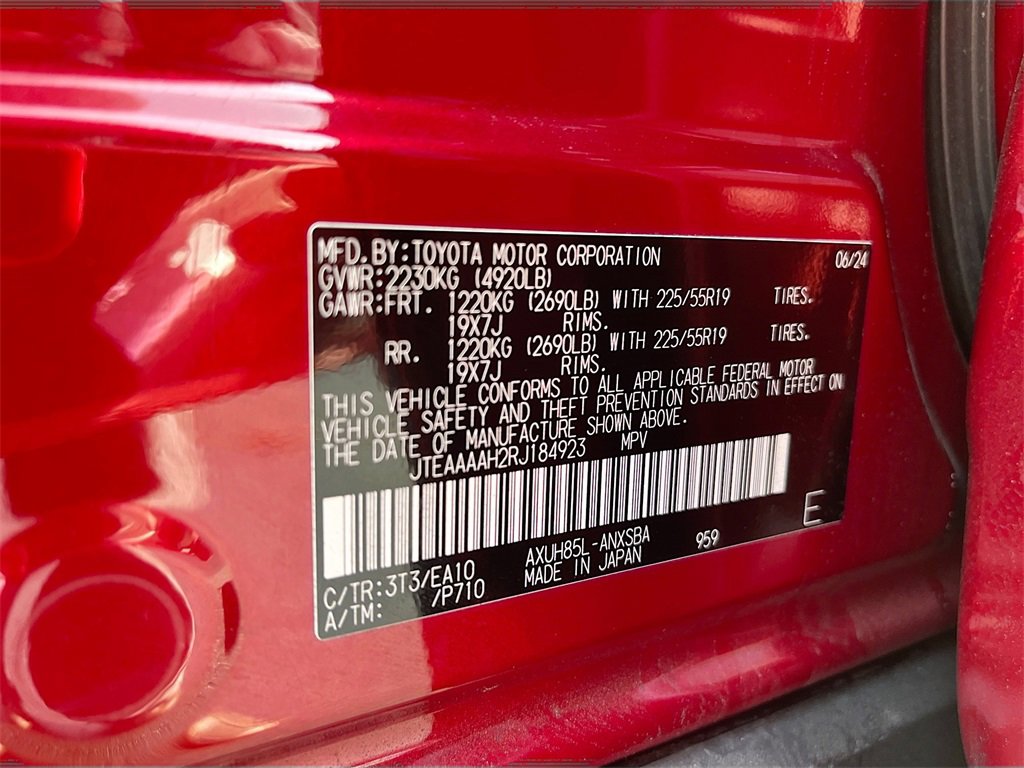 MFD.BY:TOYOTA MOTOR CORPORATION 06/24
GVWR:2230KG (4920LB)
GAWR:FRT. 1220KG (2690LB) WITH 225/55R19 TIRES.
19X7J RIMS.
RR. 1220KG (2690LB) WITH 225/55R19 TIRES.
19X7J RIMS.
THIS VEHICLE CONFORMS TO ALL APPLICABLE FEDERAL MOTOR
VEHICLE SAFETY AND THEFT PREVENTION STANDARDS IN EFFECT ON
THE DATE OF MANUFACTURE SHOWN ABOVE.
JTEAAAAH2RJ184923 MPV
E
AXUH85L-ANXSBA 959
C/TR:3T3/EA10 MADE IN JAPAN
A/TM: /P710